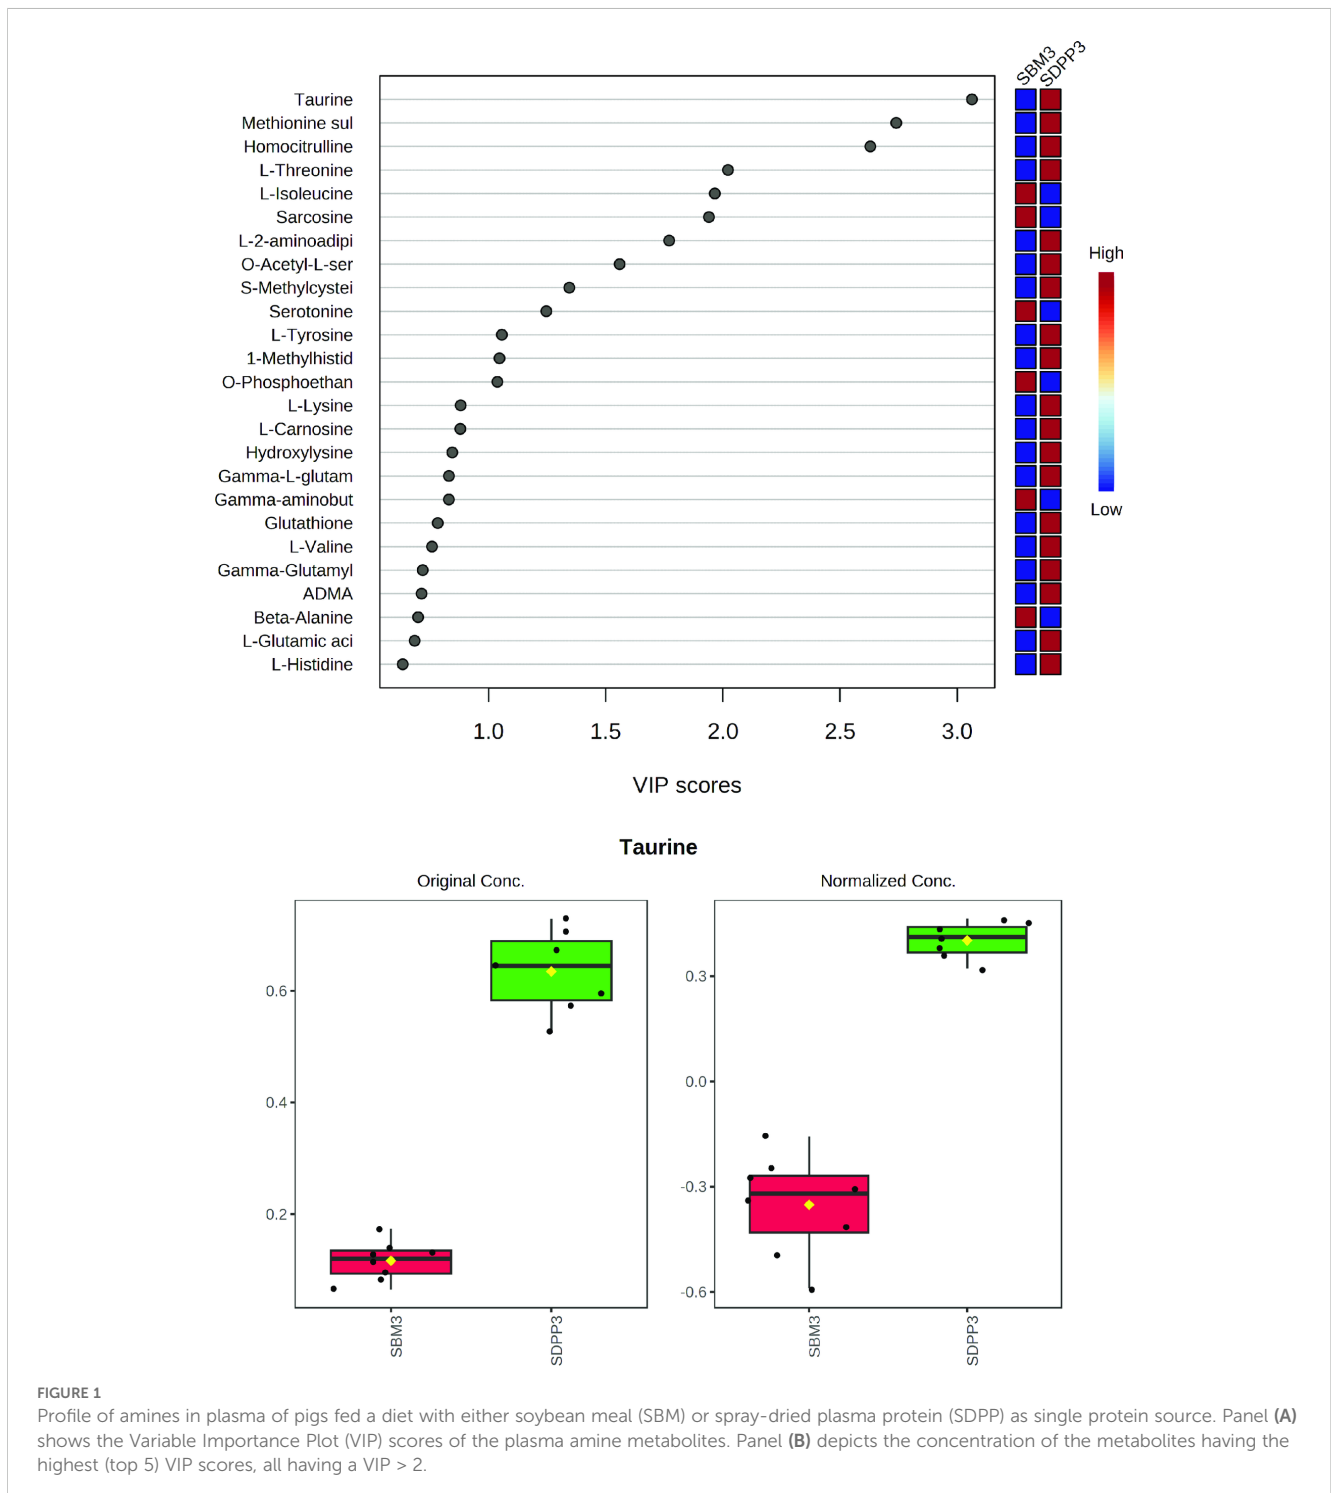 SBM3
SDPP3
Taurine
Methionine sul
Homocitrulline
L-Threonine
L-Isoleucine
Sarcosine
L-2-aminoadipi
O-Acetyl-L-ser
S-Methylcystei
Serotonine
L-Tyrosine
1-Methylhistid
O-Phosphoethan
L-Lysine
L-Carnosine
Hydroxylysine
Gamma-L-glutam
Gamma-aminobut
Glutathione
L-Valine
Gamma-Glutamyl
ADMA
Beta-Alanine
L-Glutamic aci
L-Histidine
High
Low
1.0 1.5 2.0 2.5 3.0
VIP scores
Taurine
Original Conc.
0.6
0.4
0.2
SBM3
SDPP3
Normalized Conc.
0.3
0.0
-0.3
-0.6
SBM3
SDPP3
FIGURE 1
Profile of amines in plasma of pigs fed a diet with either soybean meal (SBM) or spray-dried plasma protein (SDPP) as single protein source. Panel (A)
shows the Variable Importance Plot (VIP) scores of the plasma amine metabolites. Panel (B) depicts the concentration of the metabolites having the
highest (top 5) VIP scores, all having a VIP > 2.